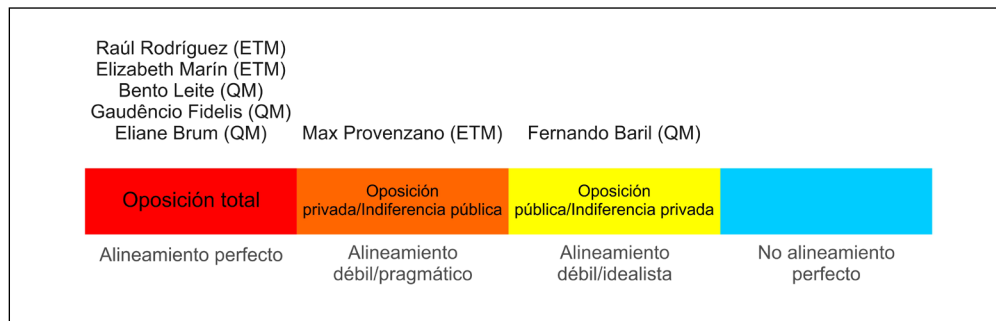 Raúl Rodríguez (ETM)
Elizabeth Marín (ETM)
Bento Leite (QM)
Gaudêncio Fidelis (QM)
Eliane Brum (QM)
Max Provenzano (ETM)
Fernando Baril (QM)
Oposición total
Oposición
privada/Indiferencia pública
Oposición
pública/Indiferencia privada
Alineamiento perfecto
Alineamiento
débil/pragmático
Alineamiento
débil/idealista
No alineamiento
perfecto